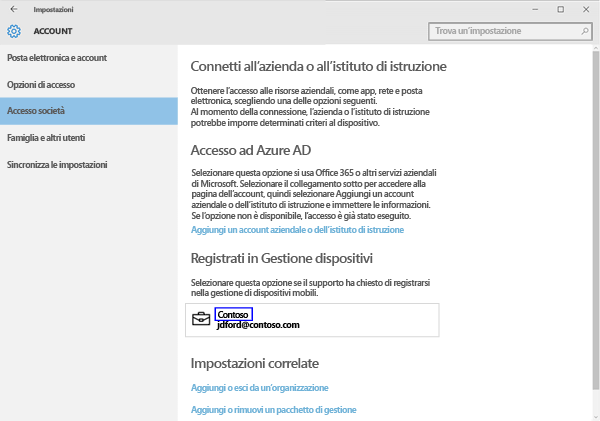 Impostazioni
ACCOUNT
Trova un'impostazione
Posta elettronica e account
Opzioni di accesso
Accesso società
Famiglia e altri utenti
Sincronizza le impostazioni
Connetti all'azienda o all'istituto di istruzione
Ottenere l'accesso alle risorse aziendali, come app, rete e posta
elettronica, scegliendo una delle opzioni seguenti.
Al momento della connessione, l'azienda o l'istituto di istruzione
potrebbe imporre determinati criteri al dispositivo.
Accesso ad Azure AD
Selezionare questa opzione si usa Office 365 o altri servizi aziendali
di Microsoft. Selezionare il collegamento sotto per accedere alla
pagina dell'account, quindi selezionare Aggiungi un account
aziendale o dell'istituto di istruzione e immettere le informazioni.
Se l'opzione non è disponibile, l'accesso è già stato eseguito.
Aggiungi un account aziendale o dell'istituto di istruzione
Registrati in Gestione dispositivi
Selezionare questa opzione se il supporto ha chiesto di registrarsi
nella gestione di dispositivi mobili.
Contoso
jdford@contoso.com
Impostazioni correlate
Aggiungi o esci da un'organizzazione
Aggiungi o rimuovi un pacchetto di gestione